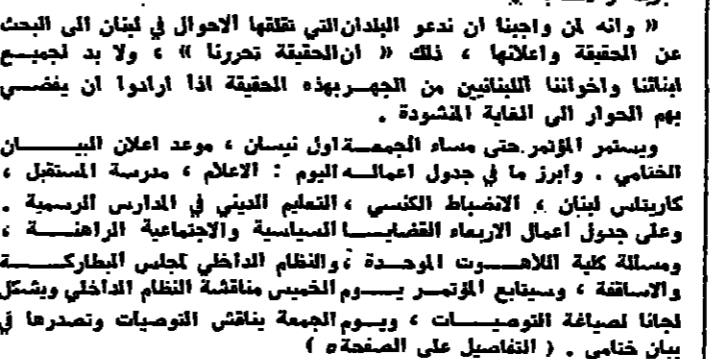 « وانه لمن واجبنا ان ندعو البلدان التي تقلقها الاحوال في لبنان الى البحث
عن الحقيقة واعلانها ، ذلك « ان الحقيقة تحررنا » ، ولا بد لجميع
ابنائنا واخواننا اللبنانيين من الجهر بهذه الحقيقة اذا ارادوا ان يفضي
بهم الحوار الى الغاية المنشودة .
ويستمر المؤتمر حتى مساء الجمعة اول نيسان ، موعد اعلان البيان
الختامي . وابرز ما في جدول اعماله اليوم : الاعلام ، مدرسة المستقبل ،
كاريتاس لبنان ، الانضباط الكنسي ، التعليم الديني في المدارس الرسمية .
وعلى جدول اعمال الاربعاء القضايا السياسية والاجتماعية الراهنة ،
ومسألة كلية اللاهوت الموحدة ، والنظام الداخلي لمجلس البطاركة
والاساقفة ، وسيتابع المؤتمر يوم الخميس مناقشة النظام الداخلي ويشكل
لجانا لصياغة التوصيات ، ويوم الجمعة يناقش التوصيات وتصدرها في
بيان ختامي . ( التفاصيل على الصفحة ٥ )